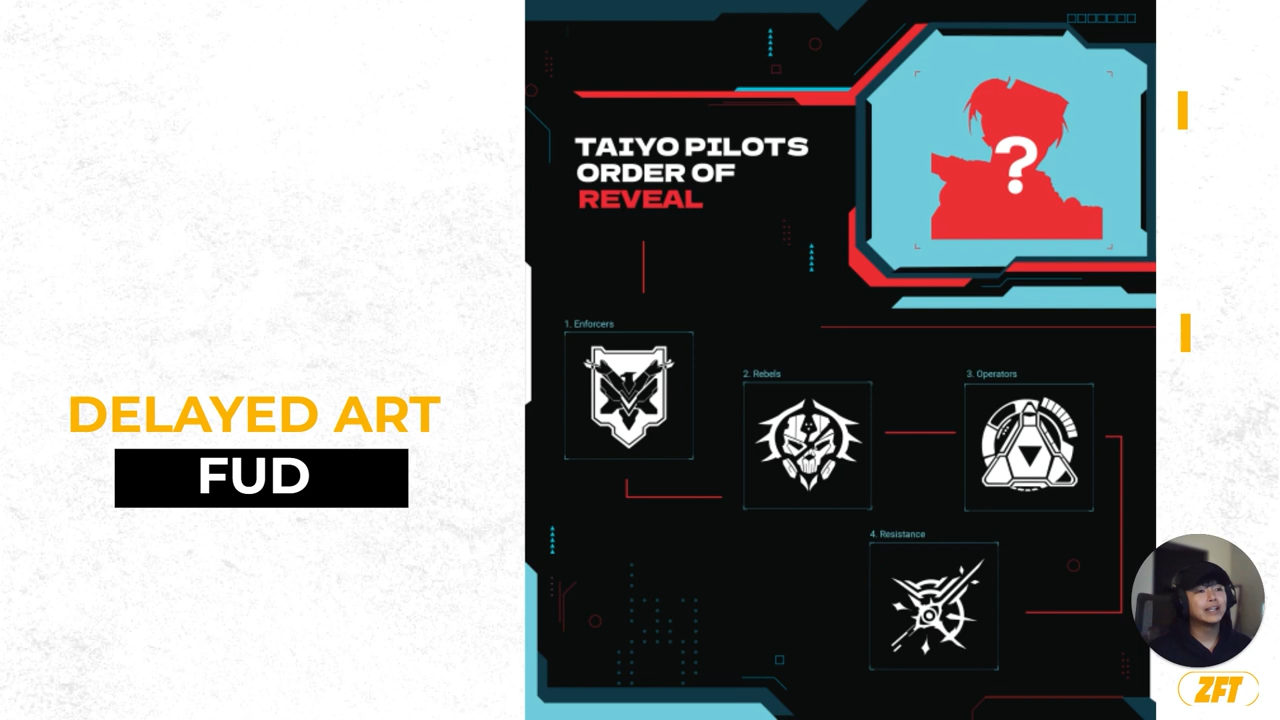 DELAYED ART
FUD
TAIYO PILOTS
ORDER OF
REVEAL
?
1. Enforcers
2. Rebels
3. Operators
4. Resistance
ZFT